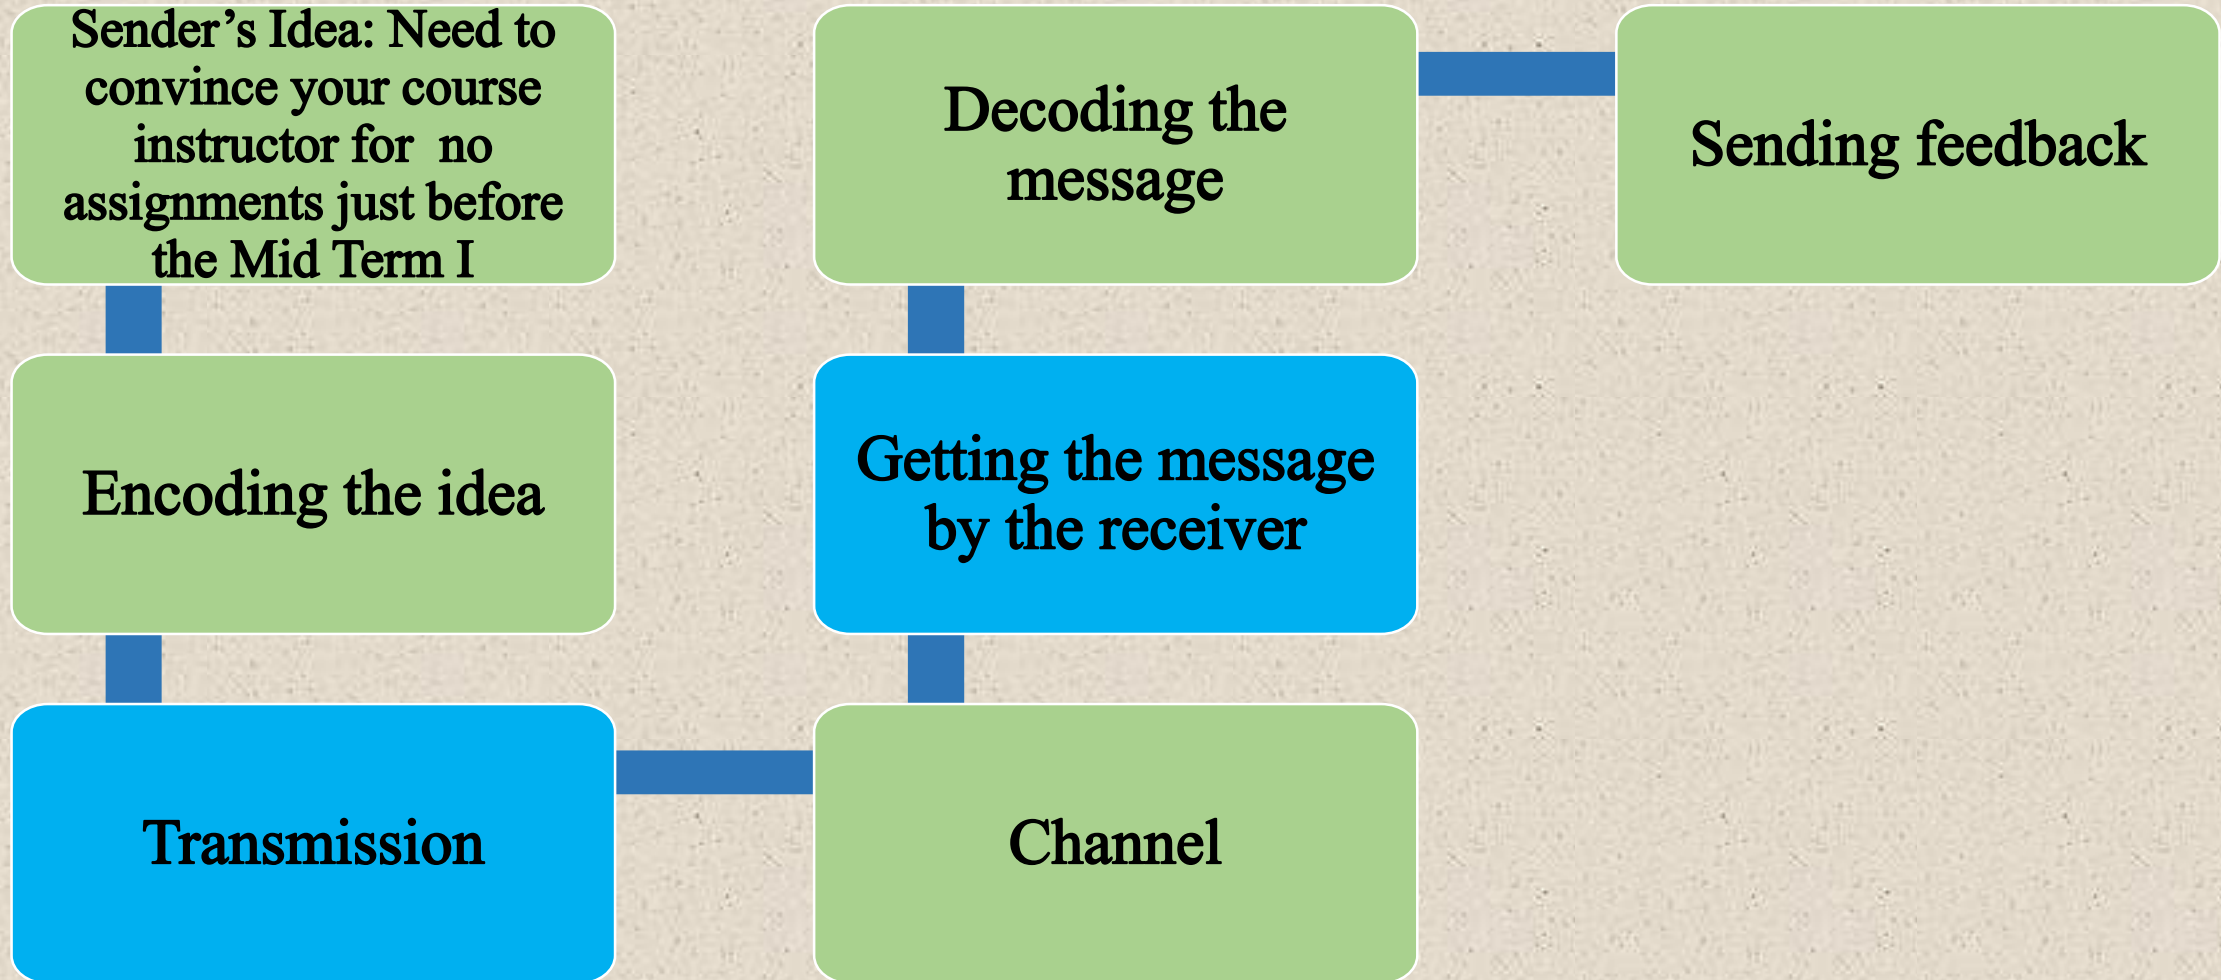 Sender’s Idea: Need to
convince your course
instructor for  no
assignments just before
the Mid Term I
Encoding the idea
Transmission
Channel
Getting the message
by the receiver
Decoding the
message
Sending feedback